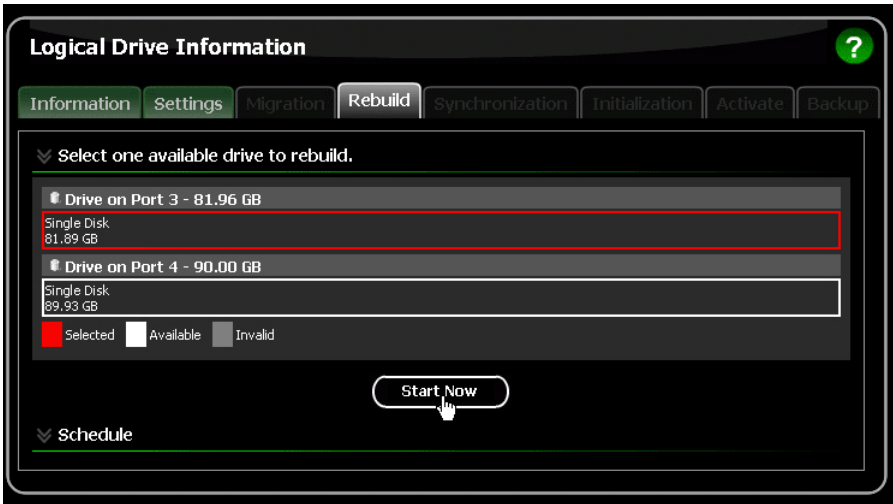 Logical Drive Information
?
Information Settings Migration Rebuild Synchronization Initialization Activate Backup
Select one available drive to rebuild.
Drive on Port 3 - 81.96 GB
Single Disk
81.89 GB
Drive on Port 4 - 90.00 GB
Single Disk
89.93 GB
Selected Available Invalid
Start Now
Schedule